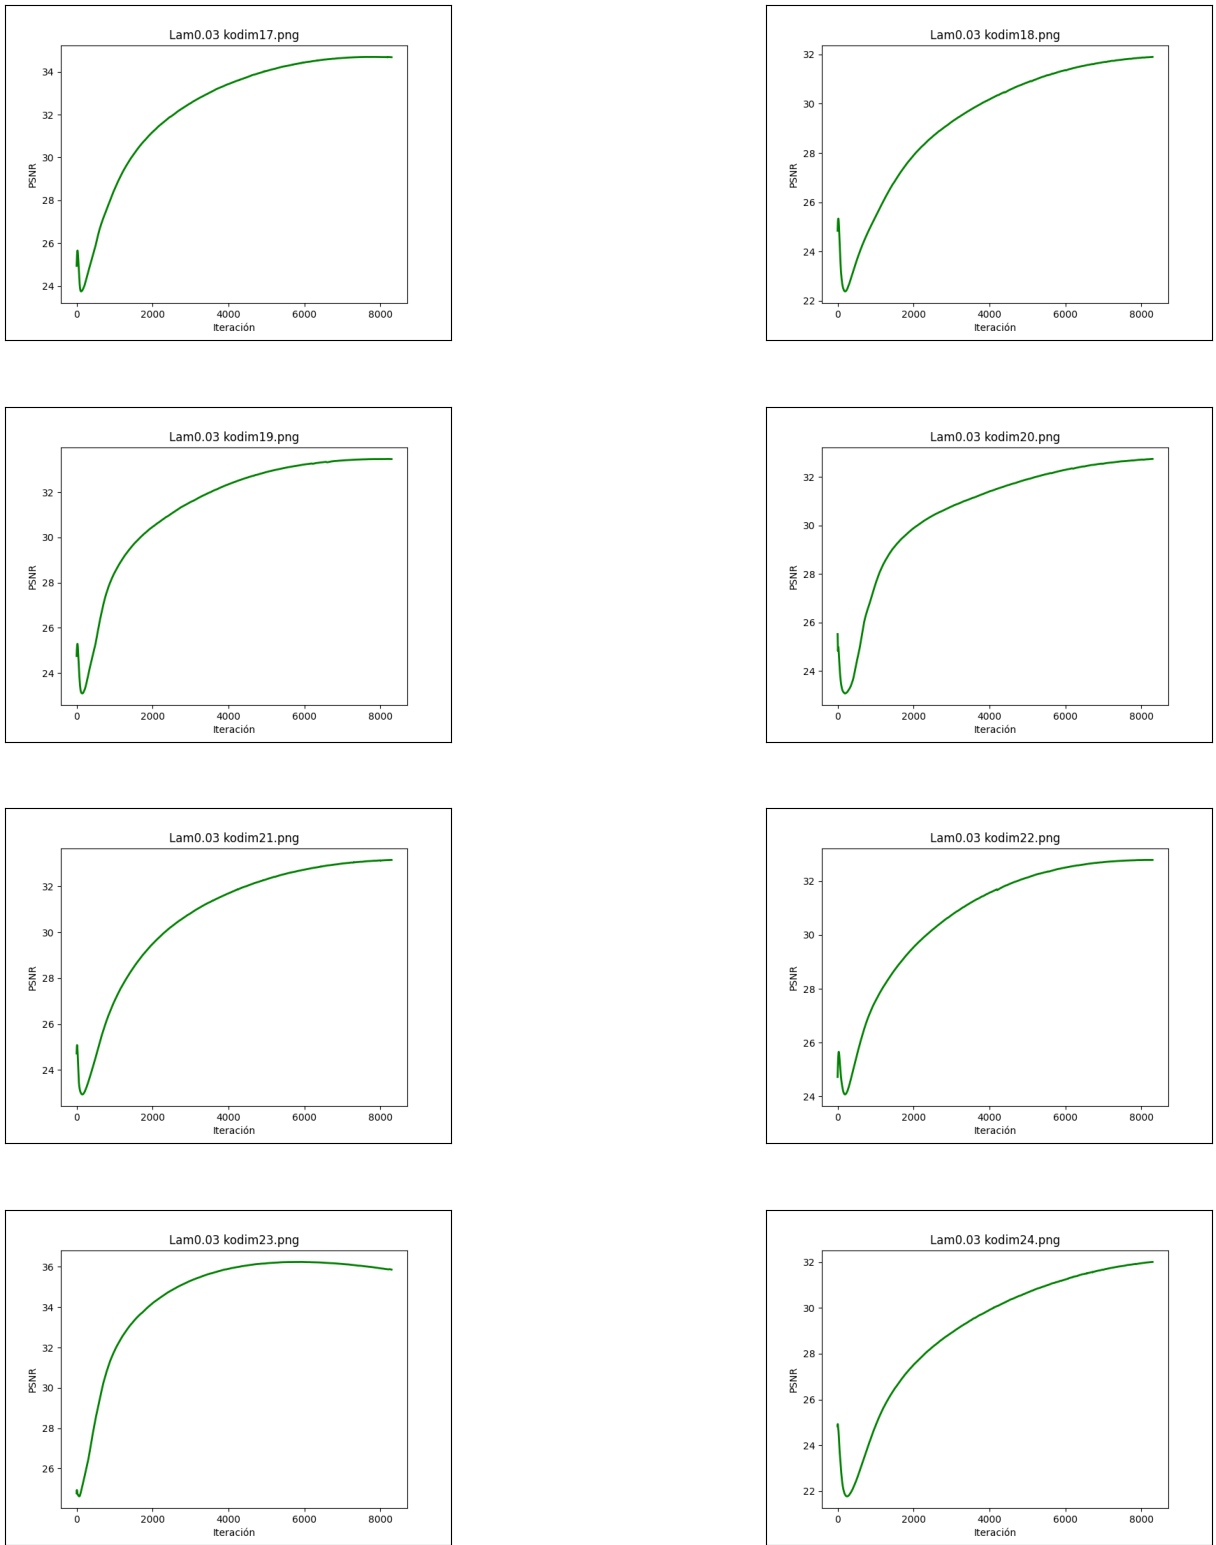 Lam0.03 kodim17.png
34
32
30
28
26
24
PSNR
0 2000 4000 6000 8000
Iteración
Lam0.03 kodim18.png
32
30
28
26
24
22
PSNR
0 2000 4000 6000 8000
Iteración
Lam0.03 kodim19.png
32
30
28
26
24
PSNR
0 2000 4000 6000 8000
Iteración
Lam0.03 kodim20.png
32
30
28
26
24
PSNR
0 2000 4000 6000 8000
Iteración
Lam0.03 kodim21.png
32
30
28
26
24
PSNR
0 2000 4000 6000 8000
Iteración
Lam0.03 kodim22.png
32
30
28
26
24
PSNR
0 2000 4000 6000 8000
Iteración
Lam0.03 kodim23.png
36
34
32
30
28
26
PSNR
0 2000 4000 6000 8000
Iteración
Lam0.03 kodim24.png
32
30
28
26
24
22
PSNR
0 2000 4000 6000 8000
Iteración